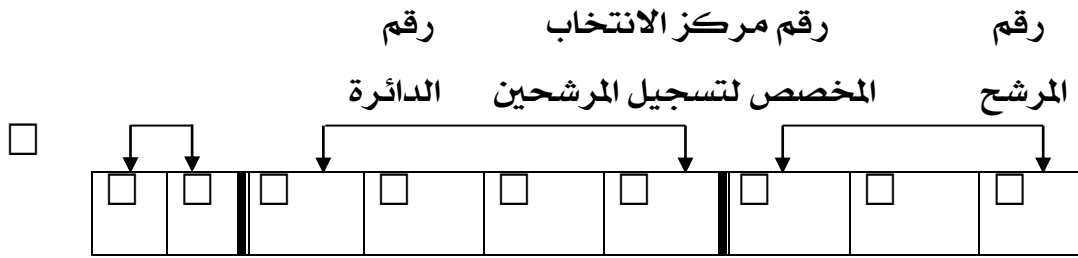 رقم رقم مركز الانتخاب رقم
المرشح المخصص لتسجيل المرشحين الدائرة